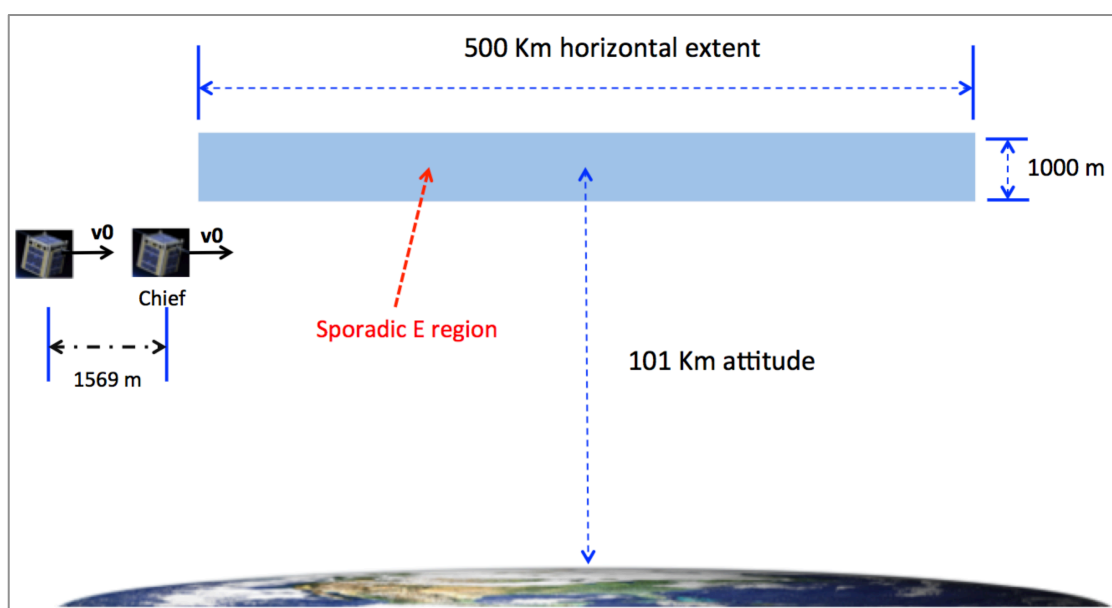 500 Km horizontal extent
1000 m
v0
v0
Chief
Sporadic E region
101 Km attitude
1569 m